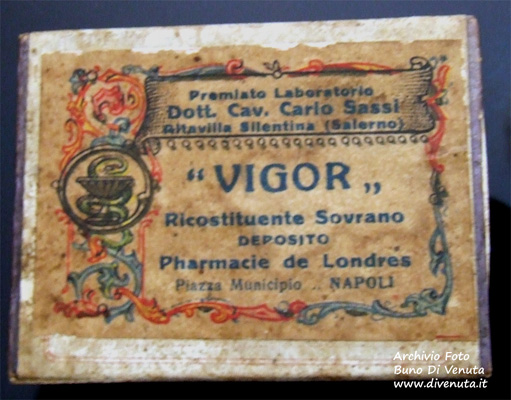 Premiato Laboratorio
Dott. Cav. Carlo Sassi
Altavilla Silentina (Salerno)
“VIGOR„
Ricostituente Sovrano
DEPOSITO
Pharmacie de Londres
Piazza Municipio .. NAPOLI
Archivio Foto
Buno Di Venuta
www.divenuta.it